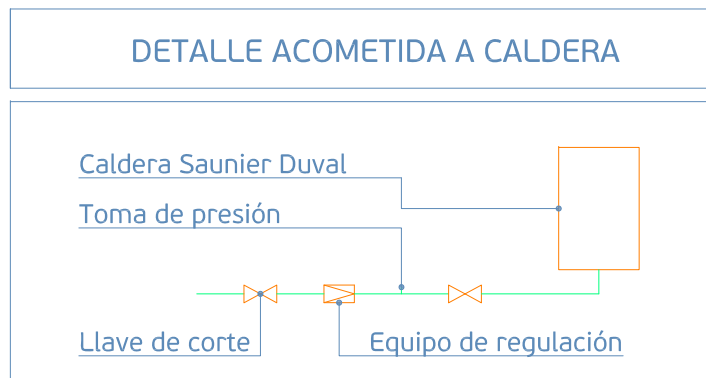 DETALLE ACOMETIDA A CALDERA
Caldera Saunier Duval
Toma de presión
Llave de corte
Equipo de regulación